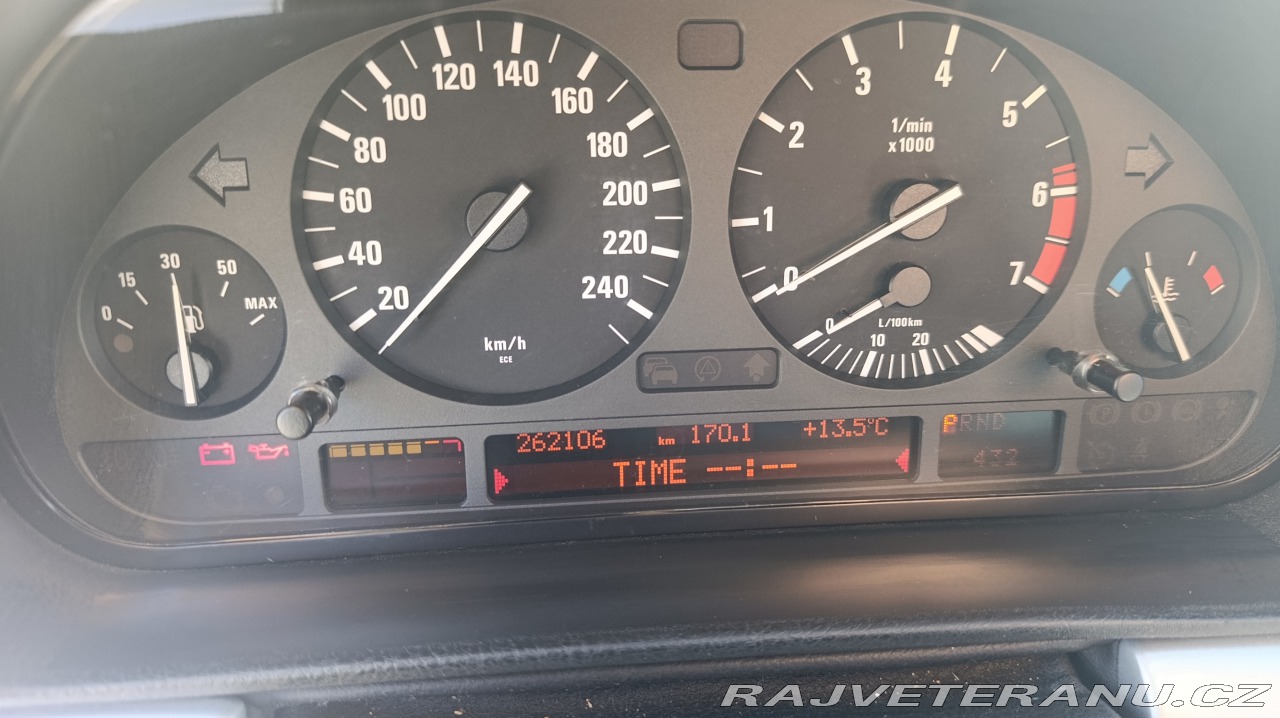 20 40 60 80 100 120 140 160 180 200 220 240
km/h
ECE
0 1 2 3 4 5 6 7
1/min
x1000
0 10 20
L/100km
0 15 30 50 MAX
262106 km 170.1 +13.5°C
TIME --:--
PRND
432
RAJVETERANU.CZ